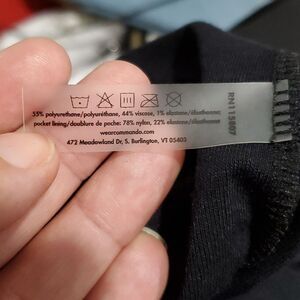 55% polyurethane/polyuréthane, 44% viscose, 1% elastane/élasthanne;
pocket lining/doublure de poche: 78% nylon, 22% elastane/élasthanne
wearcommando.com
472 Meadowland Dr, S. Burlington, VT 05403
RN115807